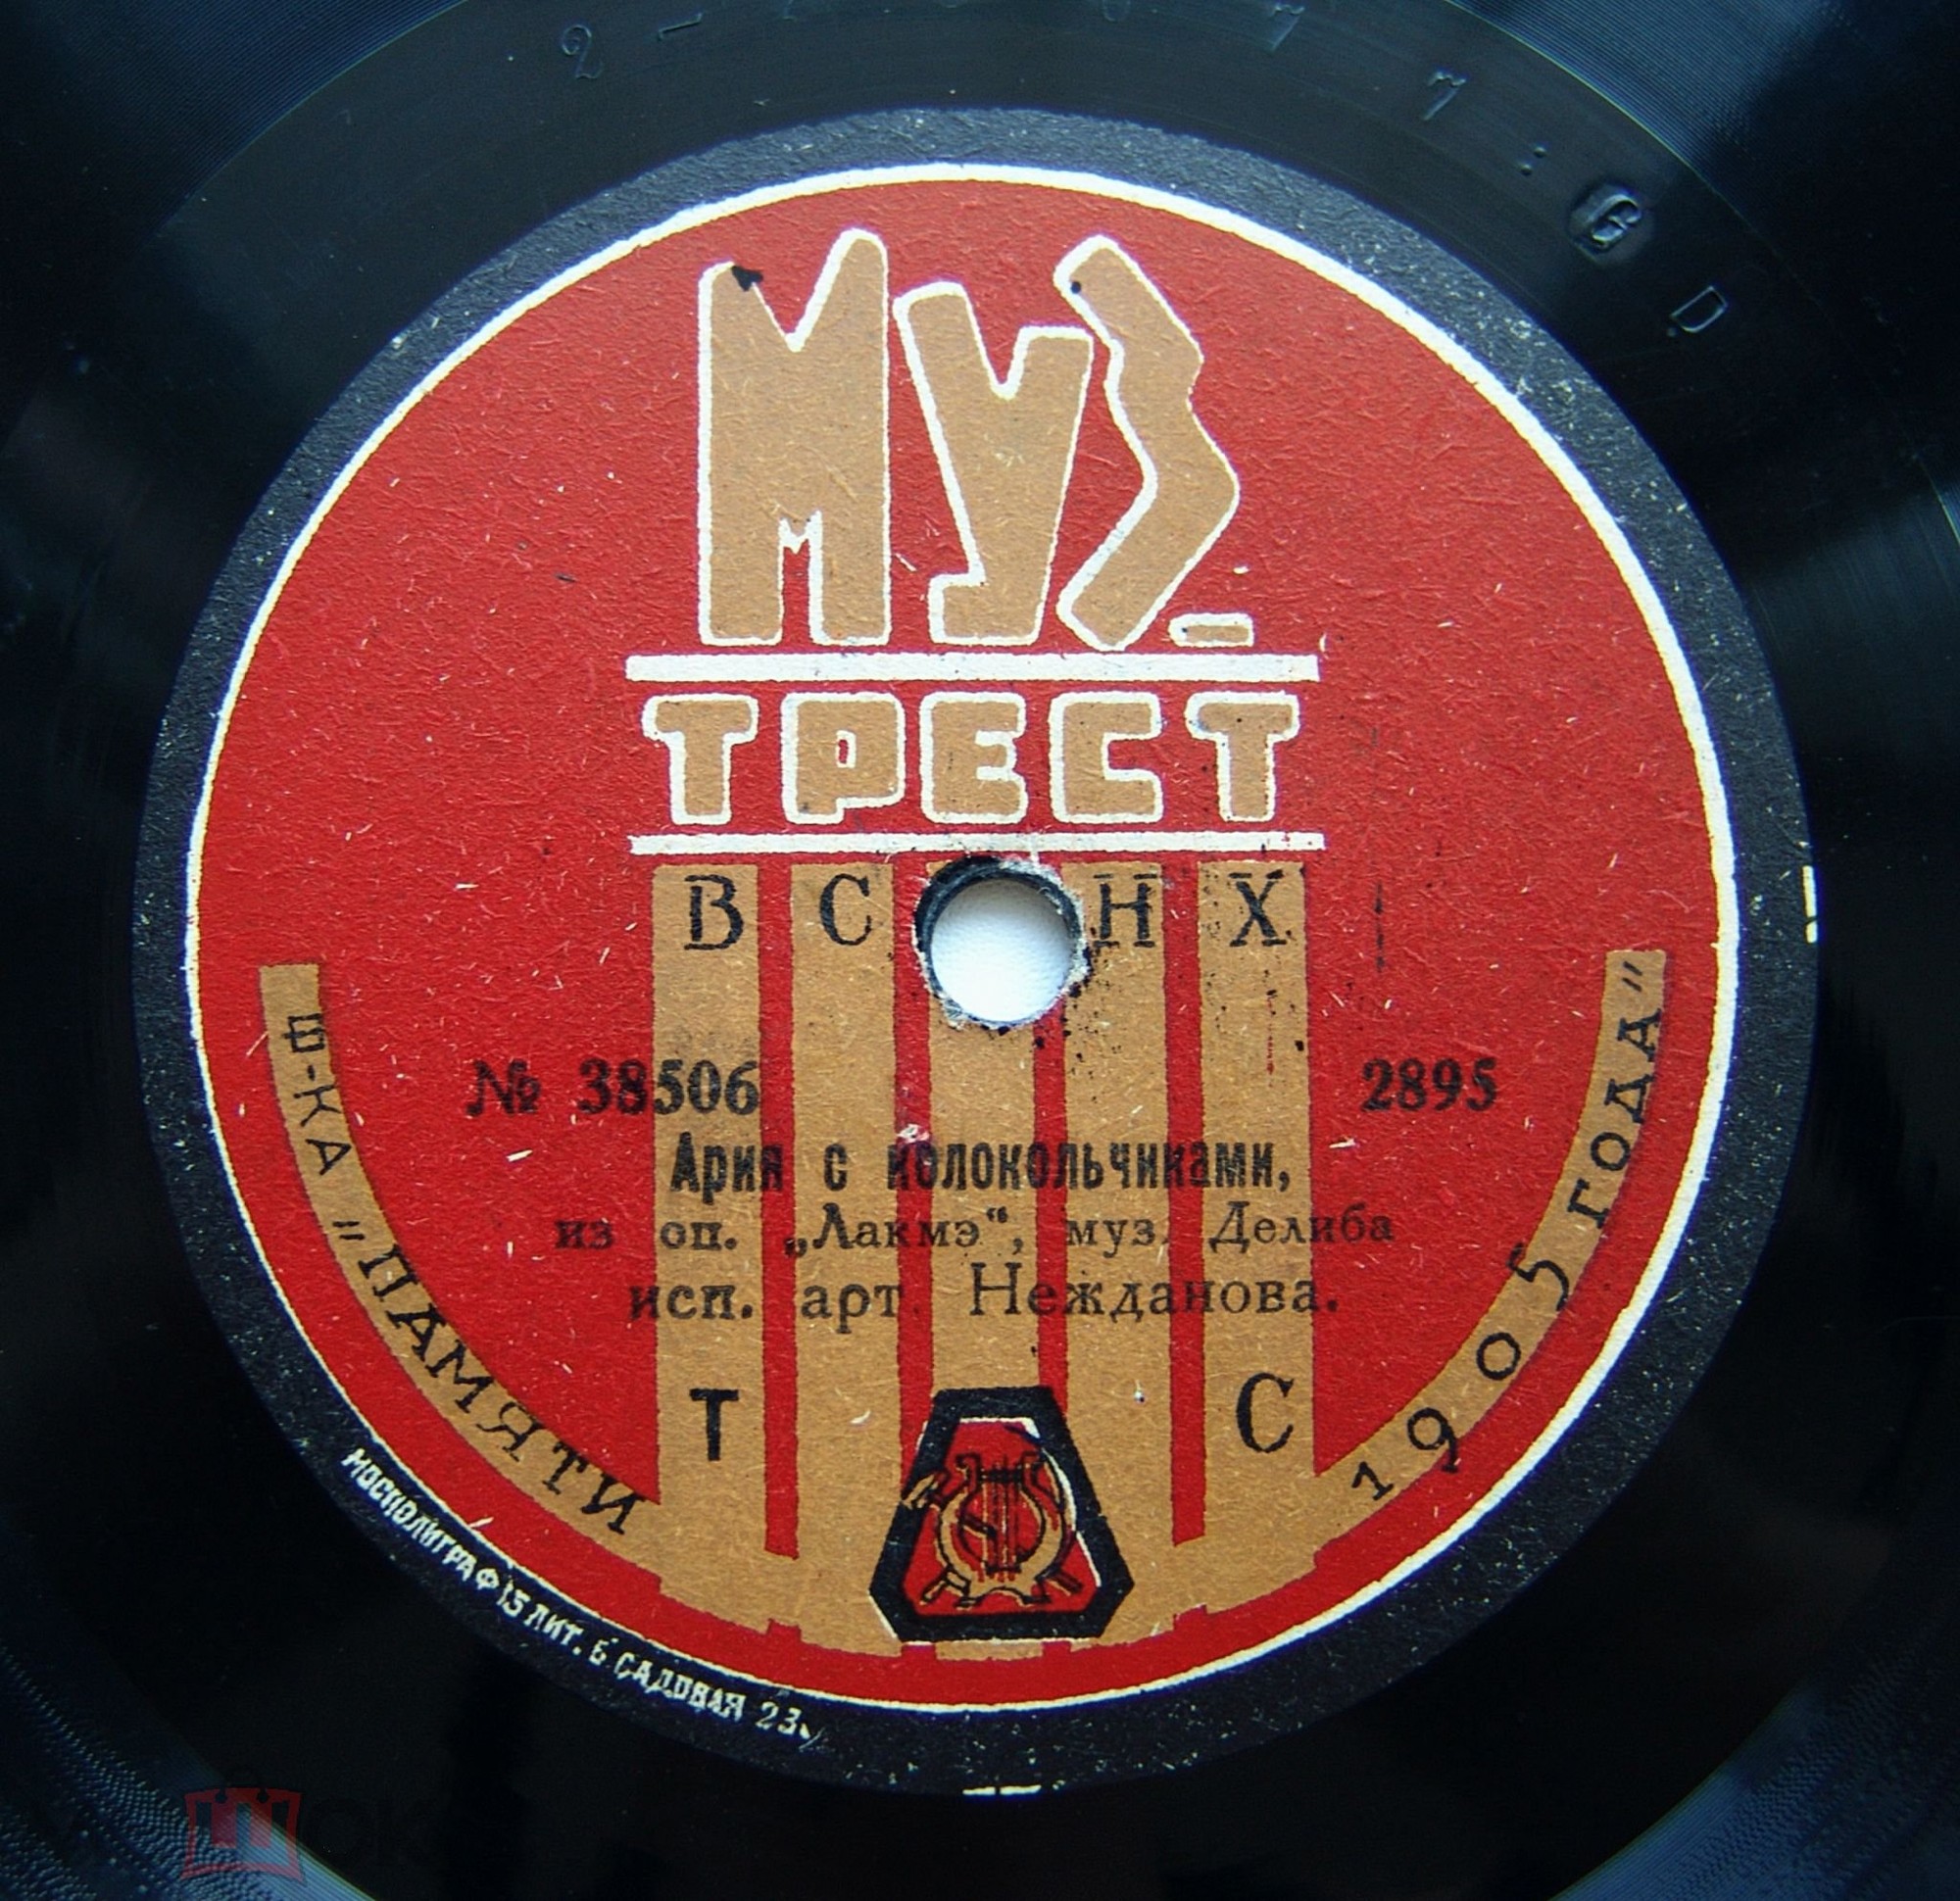 МУЗ-
ТРЕСТ
В С Н Х
№ 38506 2895
Ария с колокольчиками,
из оп. „Лакмэ“, муз. Делиба
исп. арт. Нежданова.
Т С
Ф-КА "ПАМЯТИ 1905 ГОДА"
МОСПОЛИГРАФ 15 ЛИТ. Б. САДОВАЯ 23.
G D